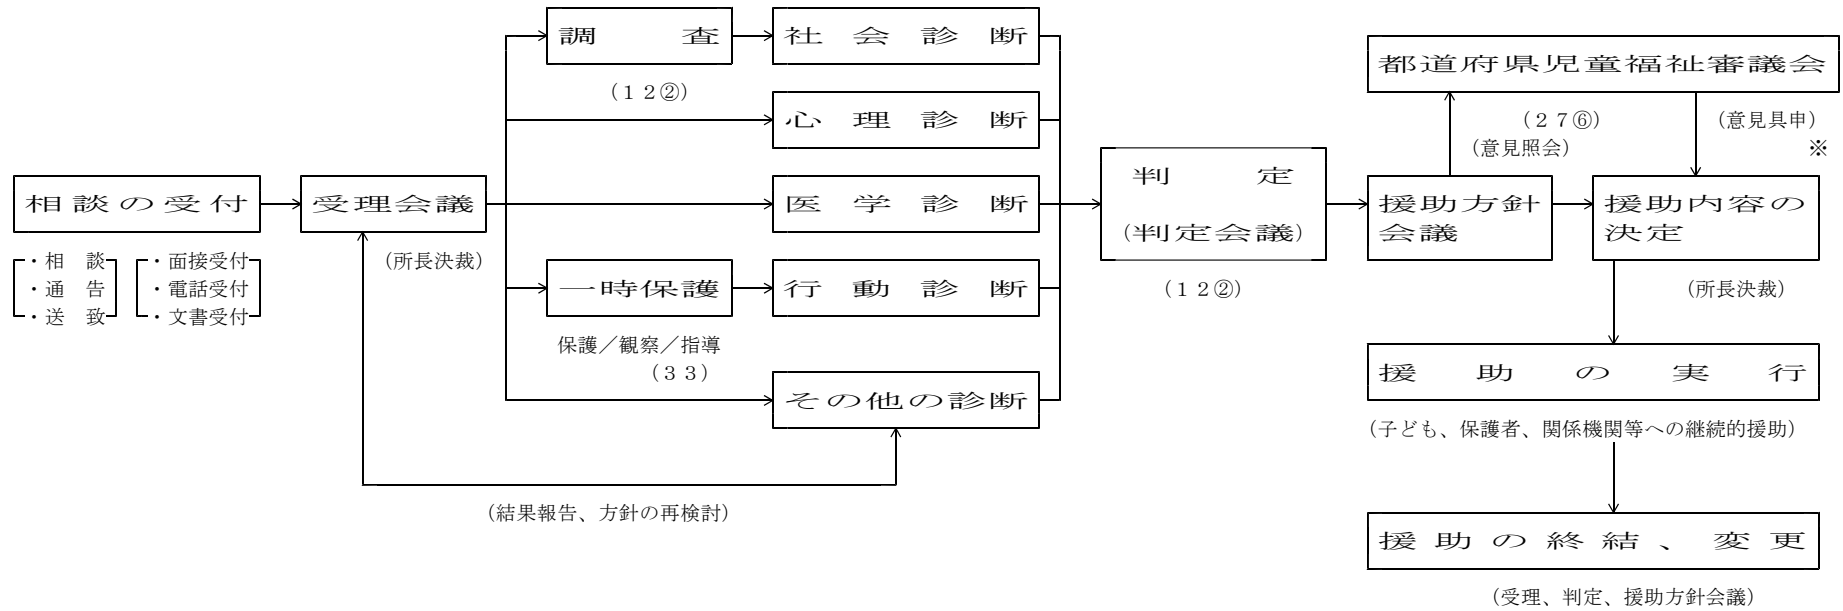 相談の受付
・相　談
・通　告
・送　致
・面接受付
・電話受付
・文書受付
受理会議
(所長決裁)
調　査
(12②)
社会診断
心理診断
医学診断
一時保護
保護／観察／指導
(33)
行動診断
その他の診断
(結果報告、方針の再検討)
判　定
(判定会議)
(12②)
都道府県児童福祉審議会
(27⑥)
(意見照会)
(意見具申)
※
援助方針
会議
援助内容の
決定
(所長決裁)
援助の実行
(子ども、保護者、関係機関等への継続的援助)
援助の終結、変更
(受理、判定、援助方針会議)